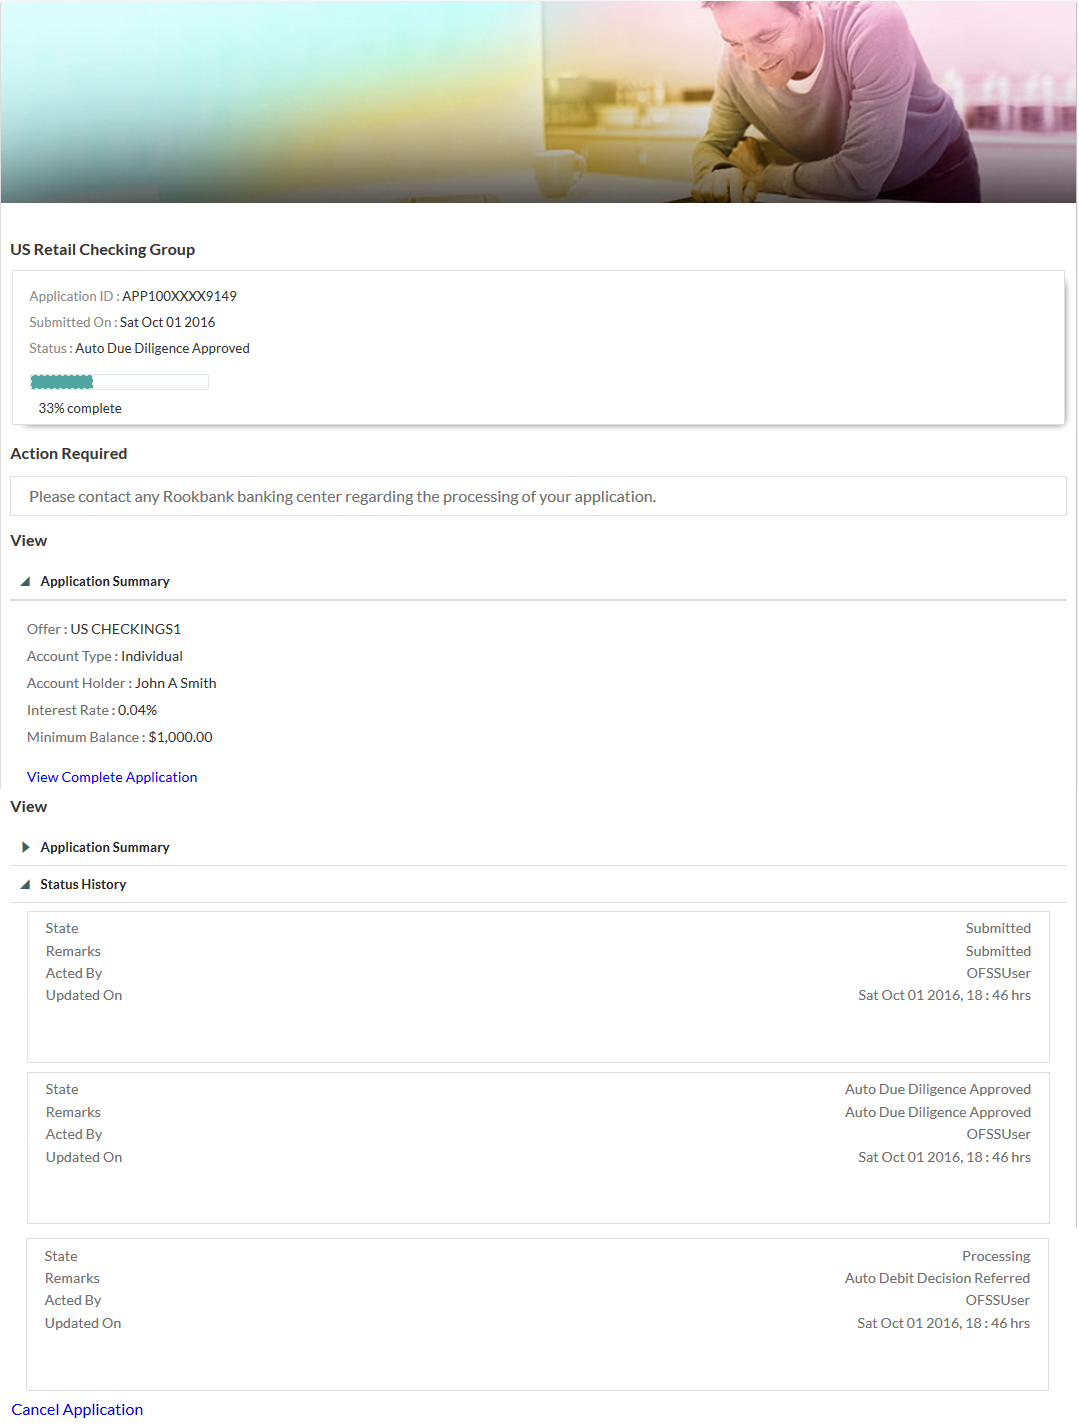 US Retail Checking Group
Application ID : APP100XXXX9149
Submitted On : Sat Oct 01 2016
Status : Auto Due Diligence Approved
33% complete
Action Required
Please contact any Rookbank banking center regarding the processing of your application.
View
Application Summary
Offer : US CHECKINGS1
Account Type : Individual
Account Holder : John A Smith
Interest Rate : 0.04%
Minimum Balance : $1,000.00
View Complete Application
View
Application Summary
Status History
State Submitted
Remarks Submitted
Acted By OFSSUser
Updated On Sat Oct 01 2016, 18 : 46 hrs
State Auto Due Diligence Approved
Remarks Auto Due Diligence Approved
Acted By OFSSUser
Updated On Sat Oct 01 2016, 18 : 46 hrs
State Processing
Remarks Auto Debit Decision Referred
Acted By OFSSUser
Updated On Sat Oct 01 2016, 18 : 46 hrs
Cancel Application